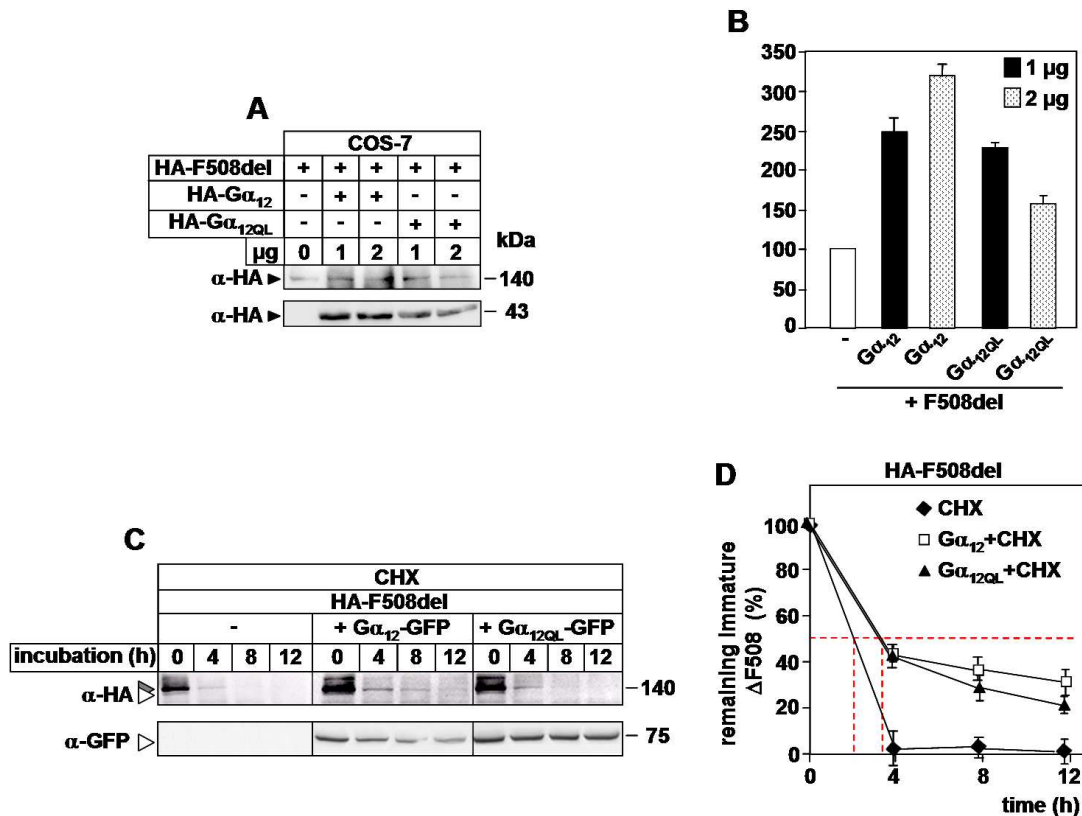 A
COS-7
HA-F508del + + + + +
HA-Gα12 - + + - -
HA-Gα12QL - - - + +
µg 0 1 2 1 2 kDa
α-HA 140
α-HA 43
B
350
300
250
200
150
100
50
0
1 µg
2 µg
- Gα12 Gα12 Gα12QL Gα12QL
+ F508del
C
CHX
HA-F508del
- + Gα12-GFP + Gα12QL-GFP
incubation (h) 0 4 8 12 0 4 8 12 0 4 8 12
α-HA 140
α-GFP 75
D
HA-F508del
CHX
Gα12+CHX
Gα12QL+CHX
remaining Immature
ΔF508 (%)
100
80
60
40
20
0
0 4 8 12
time (h)